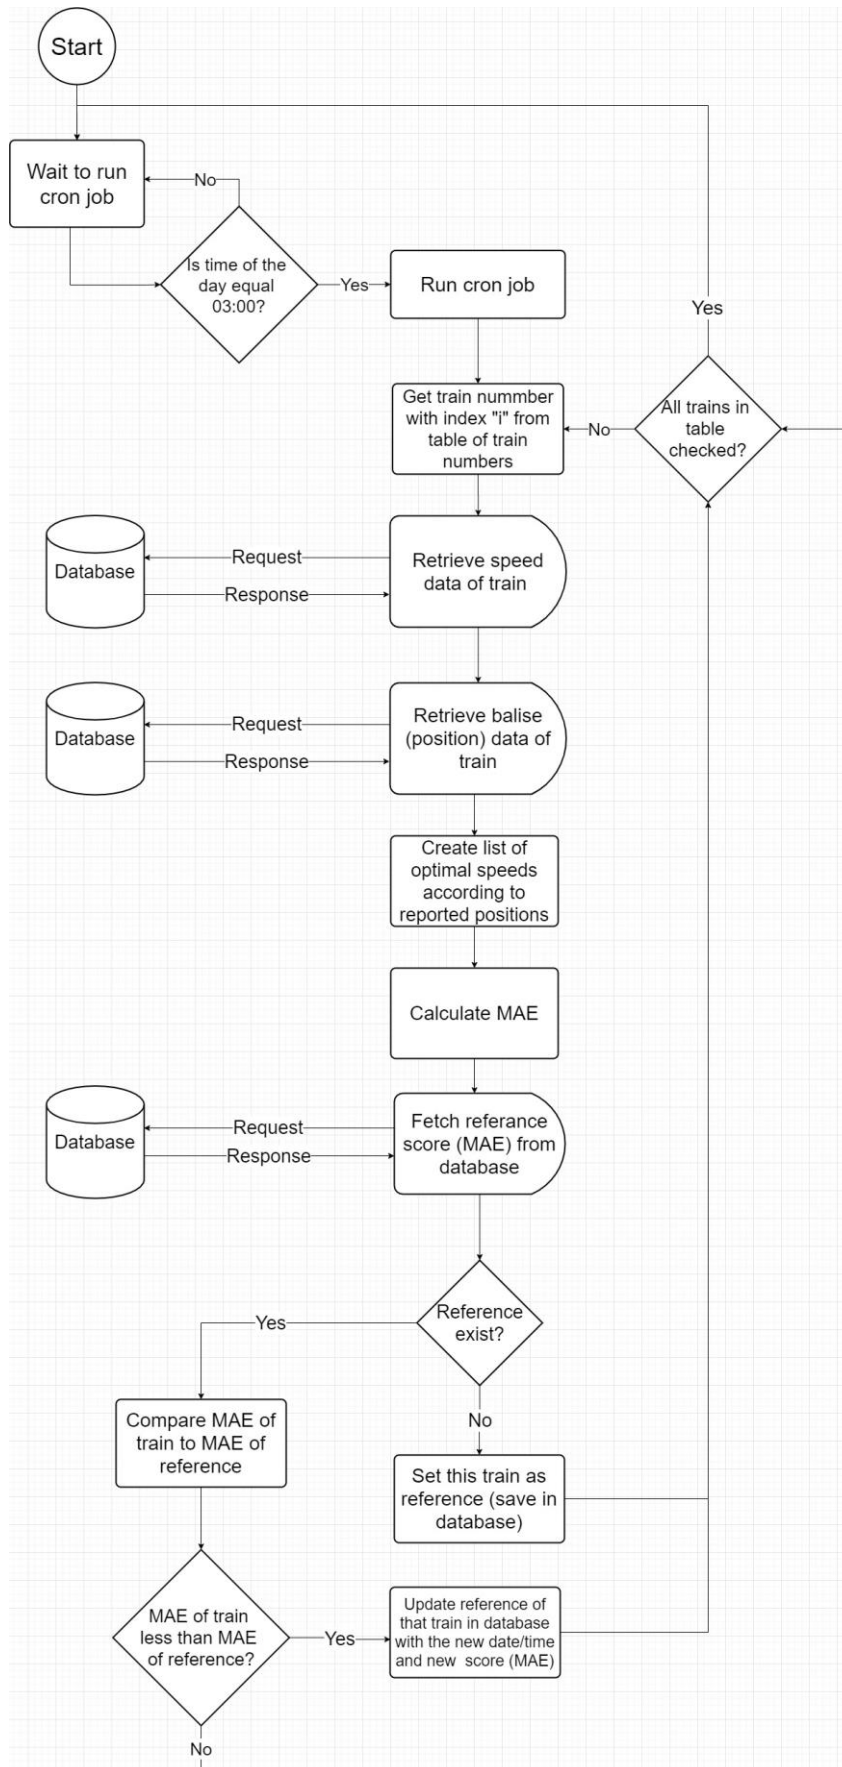 Start
Wait to run
cron job
No
Is time of the
day equal
03:00?
Yes
Run cron job
Yes
Get train nummber
with index "i" from
table of train
numbers
No
All trains in
table
checked?
Database
Request
Response
Retrieve speed
data of train
Database
Request
Response
Retrieve balise
(position) data of
train
Create list of
optimal speeds
according to
reported positions
Calculate MAE
Database
Request
Response
Fetch referance
score (MAE) from
database
Reference
exist?
Yes
No
Compare MAE of
train to MAE of
reference
Set this train as
reference (save in
database)
MAE of train
less than MAE
of reference?
Yes
Update reference of
that train in database
with the new date/time
and new score (MAE)
No